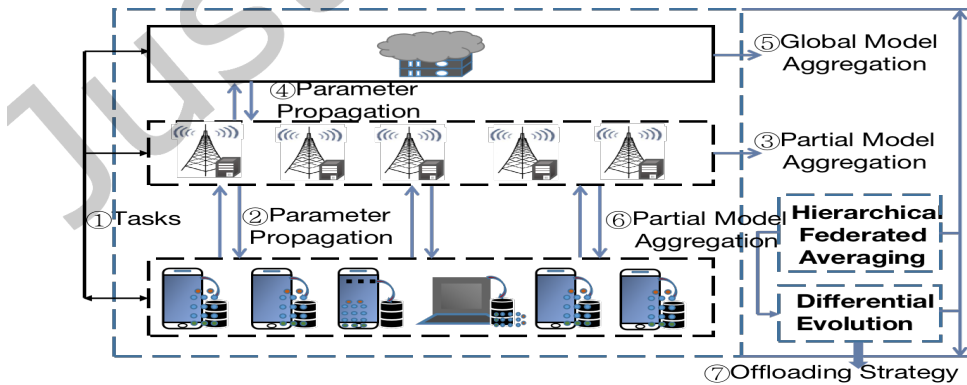 Just
⑤Global Model
Aggregation
④Parameter
Propagation
③Partial Model
Aggregation
①Tasks
②Parameter
Propagation
⑥Partial Model
Aggregation
Hierarchical
Federated
Averaging
Differential
Evolution
⑦Offloading Strategy